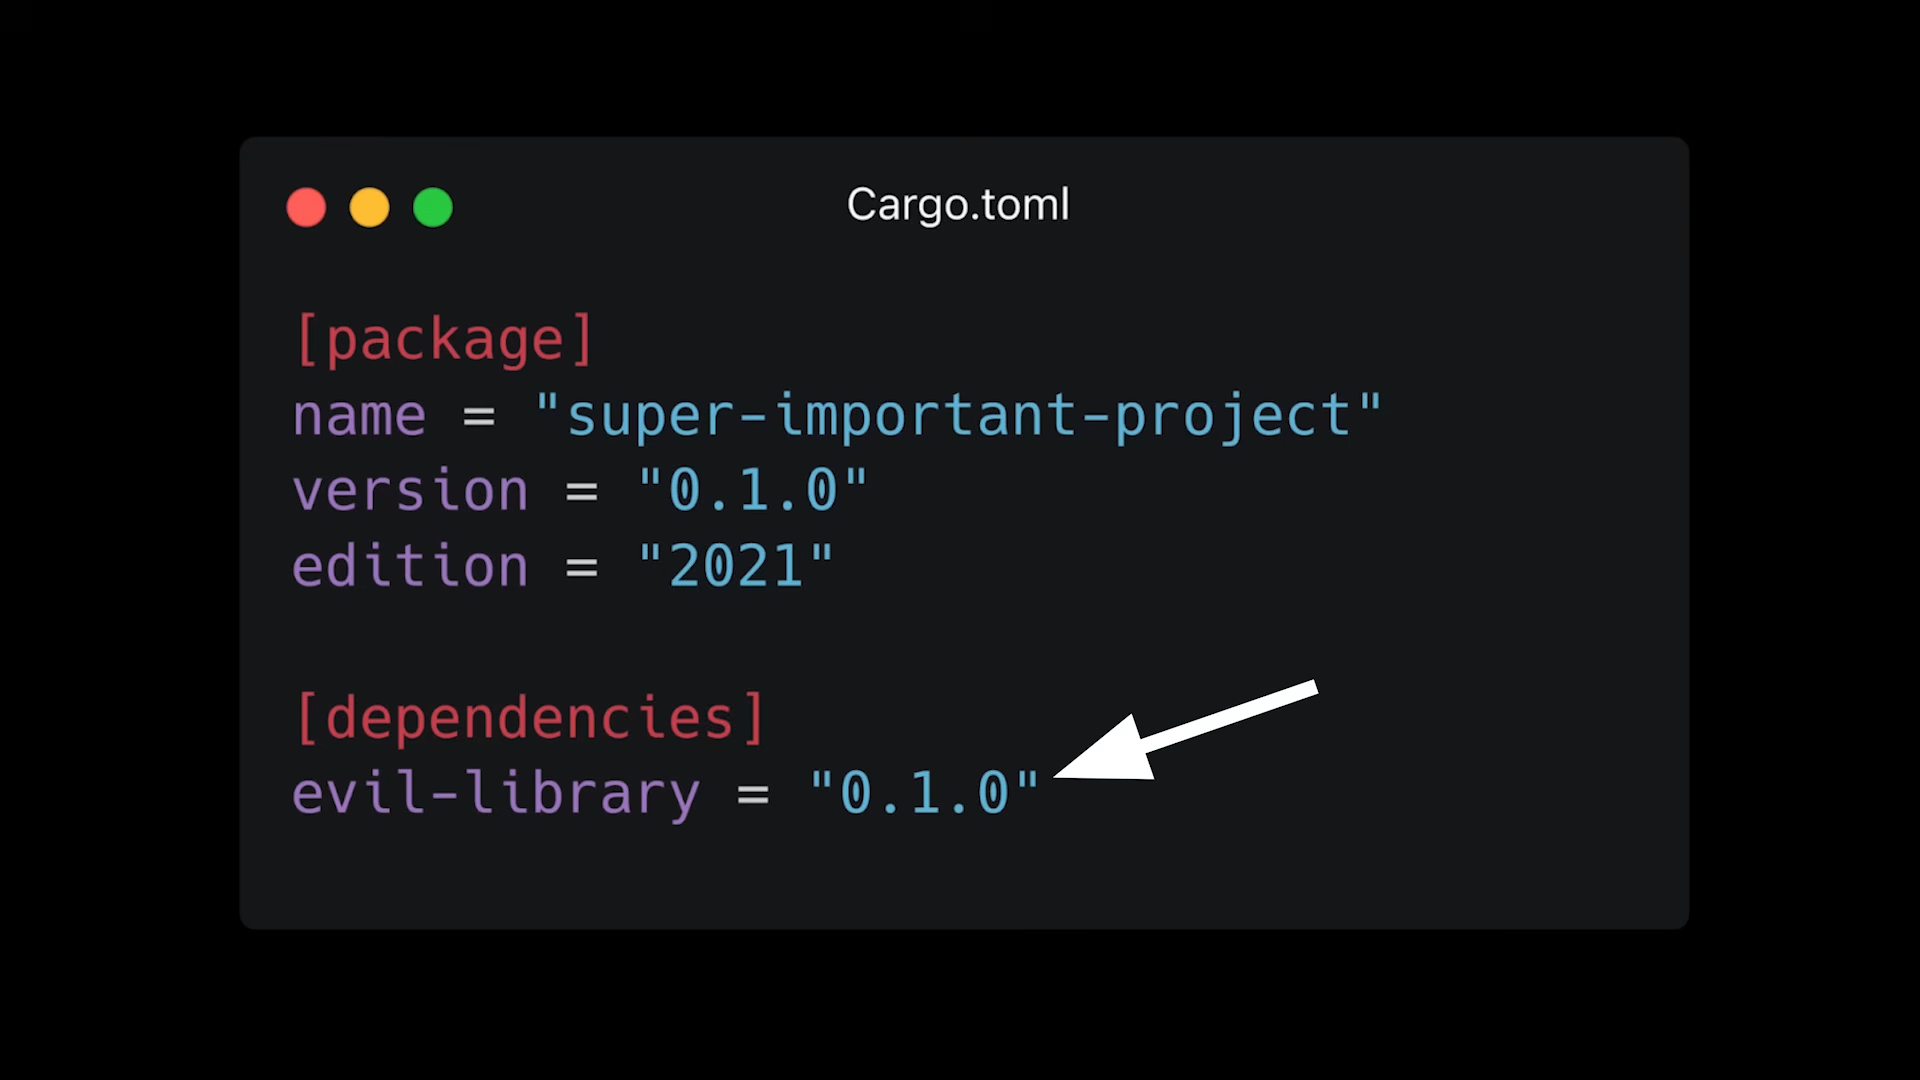 Cargo.toml
[package]
name = "super-important-project"
version = "0.1.0"
edition = "2021"
[dependencies]
evil-library = "0.1.0"